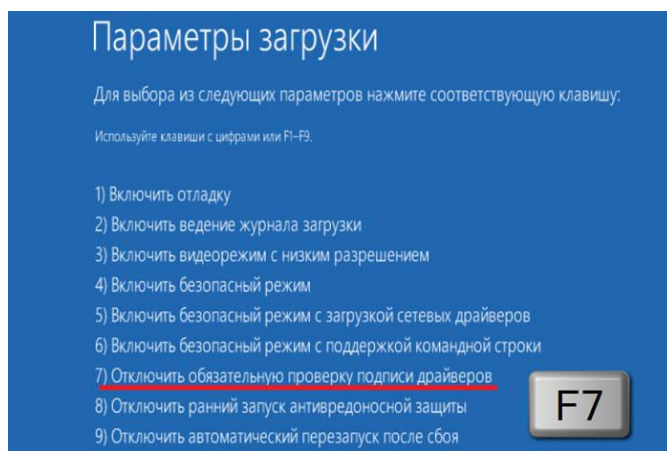 Параметры загрузки
Для выбора из следующих параметров нажмите соответствующую клавишу:
Используйте клавиши с цифрами или F1–F9.
1) Включить отладку
2) Включить ведение журнала загрузки
3) Включить видеорежим с низким разрешением
4) Включить безопасный режим
5) Включить безопасный режим с загрузкой сетевых драйверов
6) Включить безопасный режим с поддержкой командной строки
7) Отключить обязательную проверку подписи драйверов
8) Отключить ранний запуск антивредоносной защиты
9) Отключить автоматический перезапуск после сбоя
F7